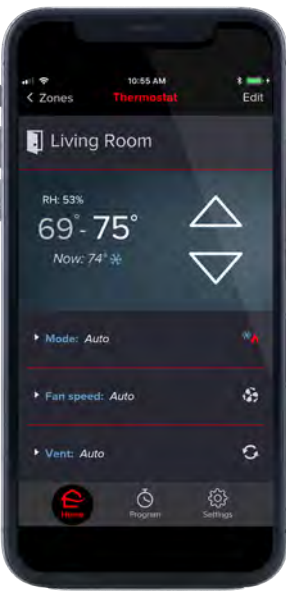 10:55 AM
< Zones Thermostat Edit
Living Room
RH: 53%
69°- 75°
Now: 74°
Mode: Auto
Fan speed: Auto
Vent: Auto
Home Program Settings